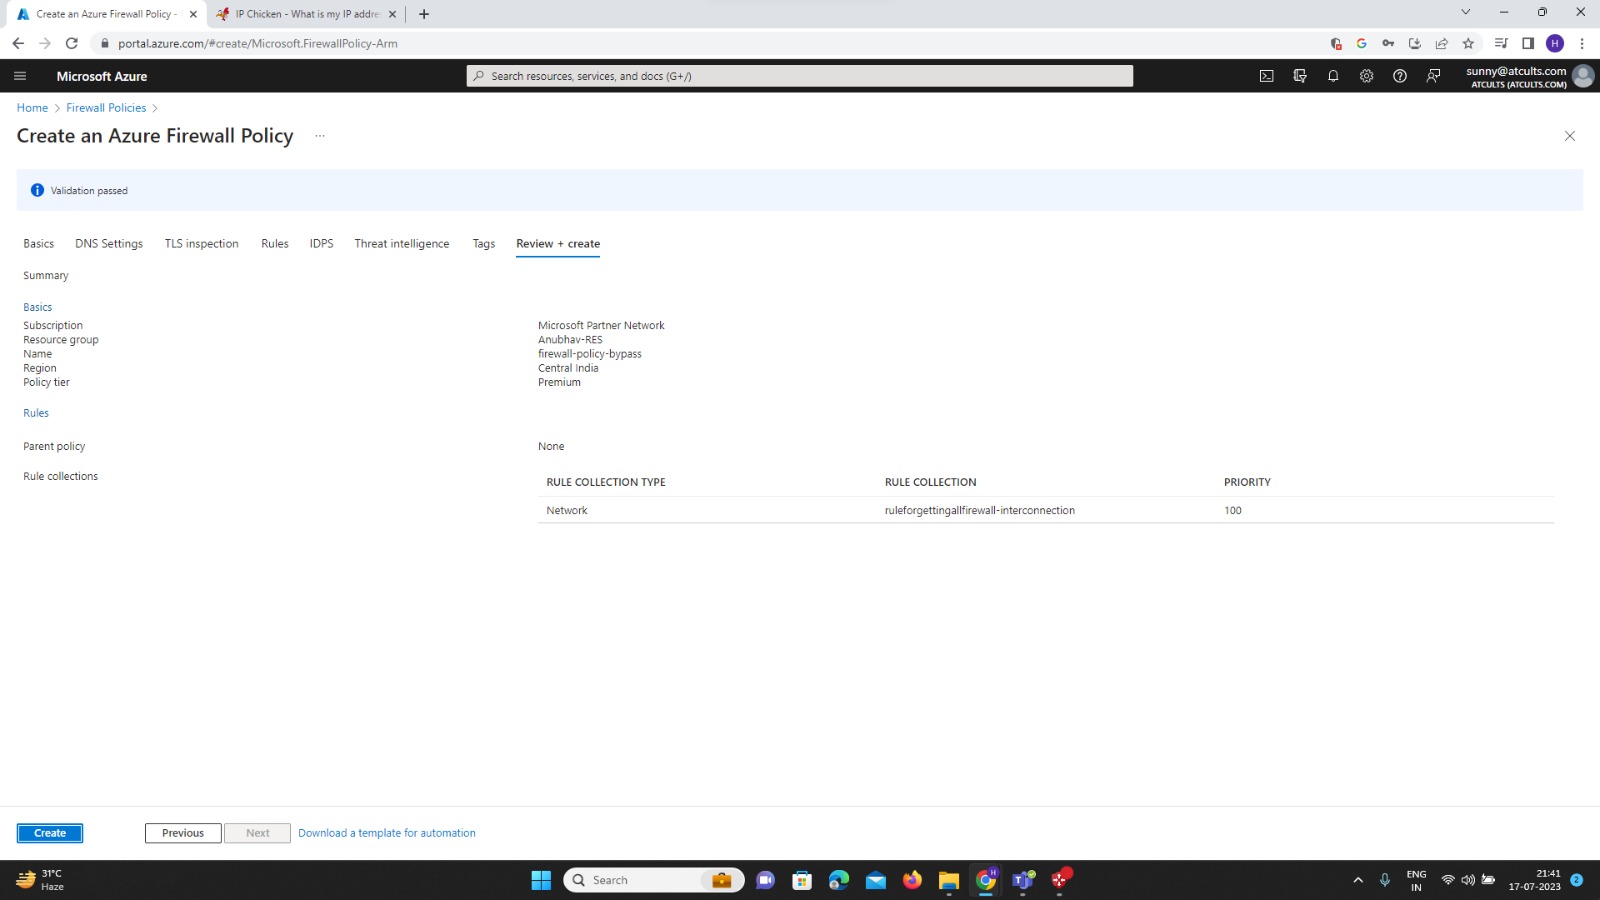 Create an Azure Firewall Policy -
IP Chicken - What is my IP addre
portal.azure.com/#create/Microsoft.FirewallPolicy-Arm
H
Microsoft Azure
Search resources, services, and docs (G+/)
sunny@atcults.com
ATCULTS (ATCULTS.COM)
Home > Firewall Policies >
Create an Azure Firewall Policy ...
Validation passed
Basics DNS Settings TLS inspection Rules IDPS Threat intelligence Tags Review + create
Summary
Basics
Subscription Microsoft Partner Network
Resource group Anubhav-RES
Name firewall-policy-bypass
Region Central India
Policy tier Premium
Rules
Parent policy None
Rule collections
RULE COLLECTION TYPE RULE COLLECTION PRIORITY
Network ruleforgettingallfirewall-interconnection 100
Create Previous Next Download a template for automation
31°C
Haze
Search
ENG
IN
21:41
17-07-2023
2